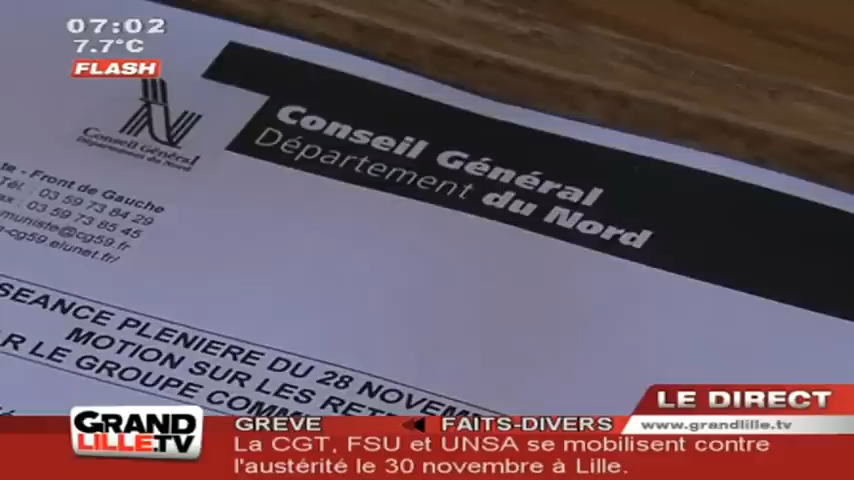 07:02
7.7°C
FLASH
Conseil Général
Département du Nord
Conseil Général
Département du Nord
te - Front de Gauche
Tél. : 03 59 73 84 29
ax : 03 59 73 85 45
muniste@cg59.fr
-cg59.elunet.fr/
SEANCE PLENIERE DU 28 NOVEM
MOTION SUR LES RETR
R LE GROUPE COMM
LE DIRECT
www.grandlille.tv
GRAND
LILLE.TV
GREVE
FAITS-DIVERS
La CGT, FSU et UNSA se mobilisent contre
l'austérité le 30 novembre à Lille.